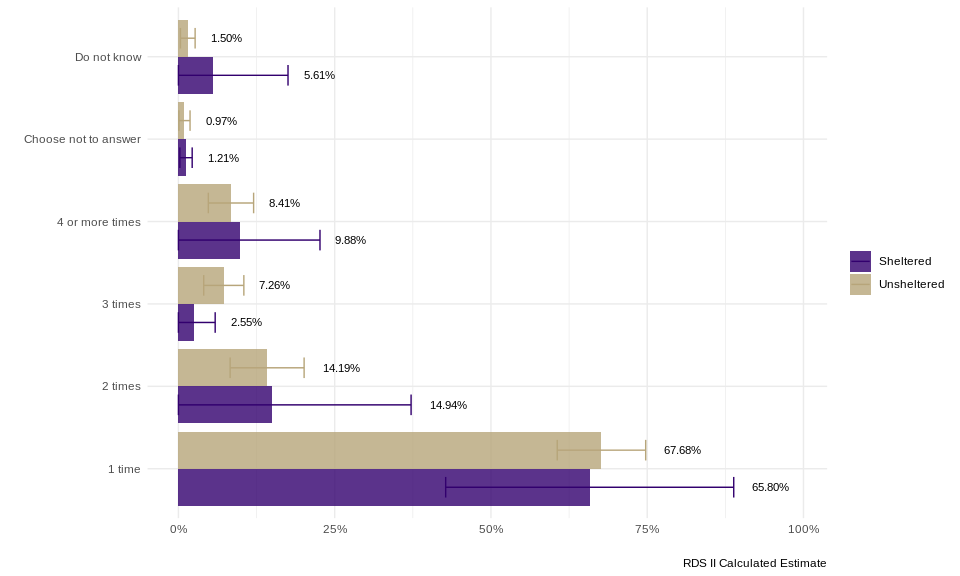 Do not know
1.50%
5.61%
Choose not to answer
0.97%
1.21%
4 or more times
8.41%
9.88%
3 times
7.26%
2.55%
2 times
14.19%
14.94%
1 time
67.68%
65.80%
0%
25%
50%
75%
100%
RDS II Calculated Estimate
Sheltered
Unsheltered